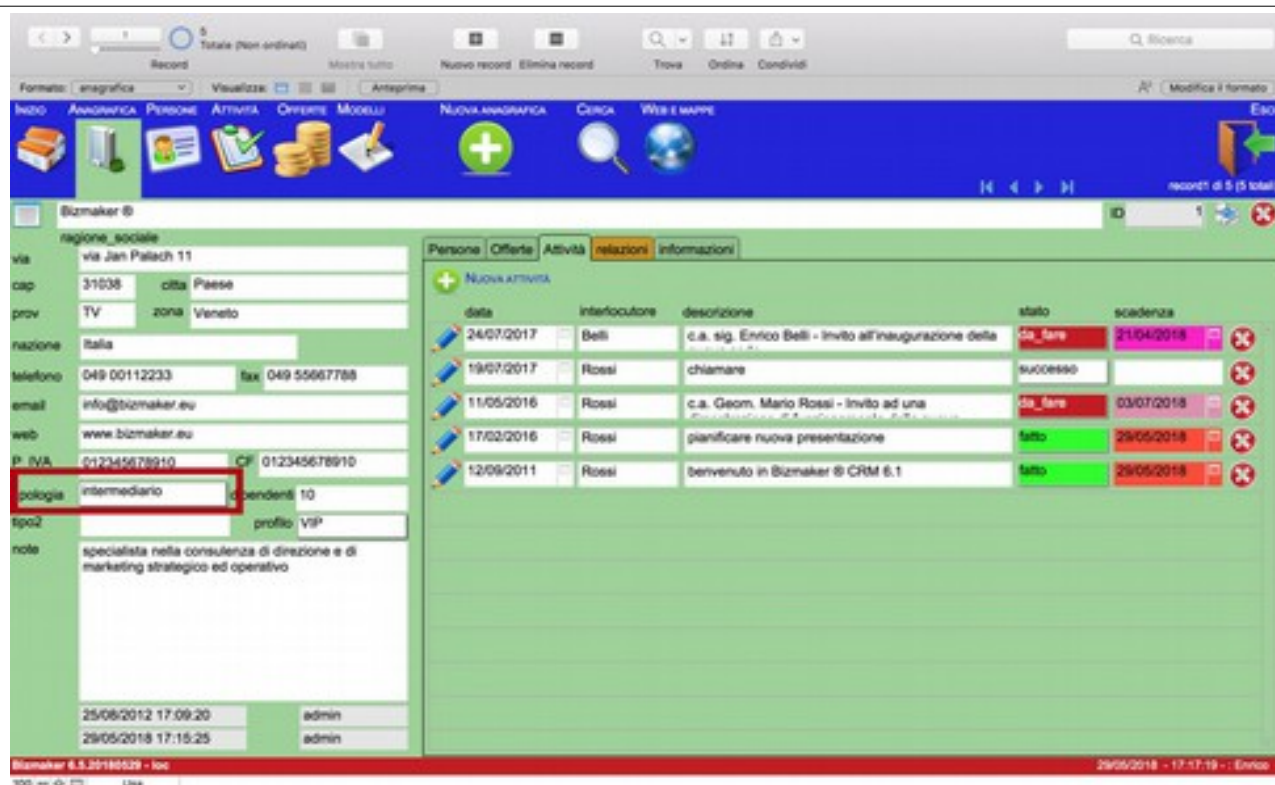 5
Totale (Non ordinati)
Record Mostra tutto Nuovo record Elimina record Trova Ordina Condividi
Ricerca
Formato: anagrafica Visualizza: Anteprima Modifica il formato
INIZIO ANAGRAFICA PERSONE ATTIVITÀ OFFERTE MODELLI NUOVA ANAGRAFICA CERCA WEB E MAPPE Esci
record1 di 5 (5 totali
Bizmaker ® ID 1
ragione_sociale
via via Jan Palach 11
cap 31038 citta Paese
prov TV zona Veneto
nazione Italia
telefono 049 00112233 fax 049 55667788
email info@bizmaker.eu
web www.bizmaker.eu
P_IVA 012345678910 CF 012345678910
ipologia intermediario dipendenti 10
tipo2 profilo VIP
note specialista nella consulenza di direzione e di
marketing strategico ed operativo
25/08/2012 17:09:20 admin
29/05/2018 17:15:25 admin
Persone Offerte Attività relazioni informazioni
NUOVA ATTIVITÀ
data interlocutore descrizione stato scadenza
24/07/2017 Belli c.a. sig. Enrico Belli - Invito all'inaugurazione della da_fare 21/04/2018
19/07/2017 Rossi chiamare successo
11/05/2016 Rossi c.a. Geom. Mario Rossi - Invito ad una da_fare 03/07/2018
17/02/2016 Rossi pianificare nuova presentazione fatto 29/05/2018
12/09/2011 Rossi benvenuto in Bizmaker ® CRM 6.1 fatto 29/05/2018
Bizmaker 6.5.20180529 - loc 29/05/2018 - 17:17:19 - : Enrico